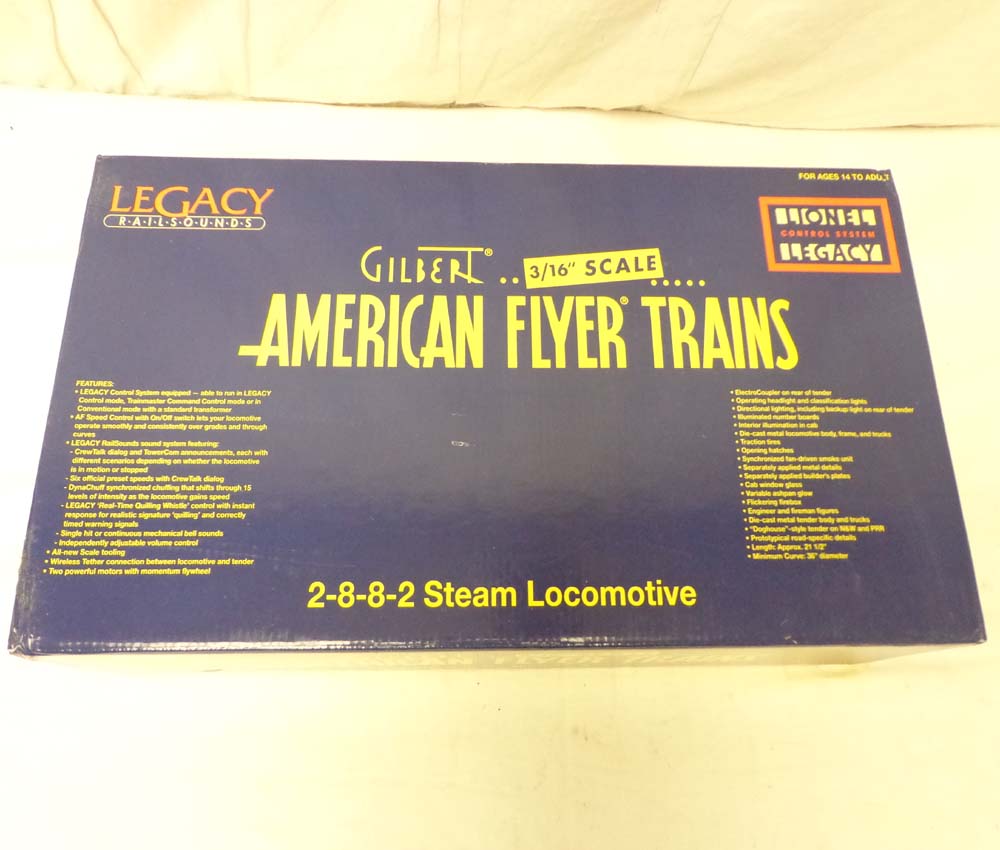 FOR AGES 14 TO ADULT
LEGACY
R·A·I·L·S·O·U·N·D·S
LIONEL
CONTROL SYSTEM
LEGACY
GILBERT® .. 3/16" SCALE .....
AMERICAN FLYER® TRAINS
FEATURES:
• LEGACY Control System equipped — able to run in LEGACY
Control mode, Trainmaster Command Control mode or in
Conventional mode with a standard transformer
• AF Speed Control with On/Off switch lets your locomotive
operate smoothly and consistently over grades and through
curves
• LEGACY RailSounds sound system featuring:
- CrewTalk dialog and TowerCom announcements, each with
different scenarios depending on whether the locomotive
is in motion or stopped
- Six official preset speeds with CrewTalk dialog
- DynaChuff synchronized chuffing that shifts through 15
levels of intensity as the locomotive gains speed
- LEGACY 'Real-Time Quilling Whistle' control with instant
response for realistic signature 'quilling' and correctly
timed warning signals
- Single hit or continuous mechanical bell sounds
- Independently adjustable volume control
• All-new Scale tooling
• Wireless Tether connection between locomotive and tender
• Two powerful motors with momentum flywheel
• ElectroCoupler on rear of tender
• Operating headlight and classification lights
• Directional lighting, including backup light on rear of tender
• Illuminated number boards
• Interior illumination in cab
• Die-cast metal locomotive body, frame, and trucks
• Traction tires
• Opening hatches
• Synchronized fan-driven smoke unit
• Separately applied metal details
• Separately applied builder's plates
• Cab window glass
• Variable ashpan glow
• Flickering firebox
• Engineer and fireman figures
• Die-cast metal tender body and trucks
• "Doghouse"-style tender on N&W and PRR
• Prototypical road-specific details
• Length: Approx. 21 1/2"
• Minimum Curve: 36" diameter
2-8-8-2 Steam Locomotive
AMERICAN FLYER TRAINS